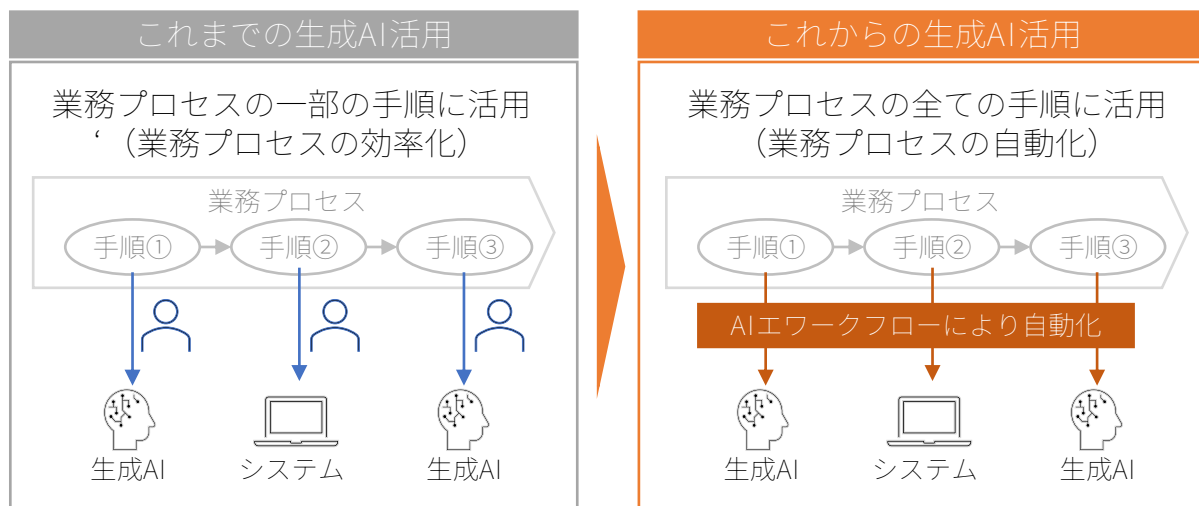 これまでの生成AI活用
業務プロセスの一部の手順に活用
‘（業務プロセスの効率化）
業務プロセス
手順① 手順② 手順③
生成AI システム 生成AI
これからの生成AI活用
業務プロセスの全ての手順に活用
（業務プロセスの自動化）
業務プロセス
手順① 手順② 手順③
AIエワークフローにより自動化
生成AI システム 生成AI